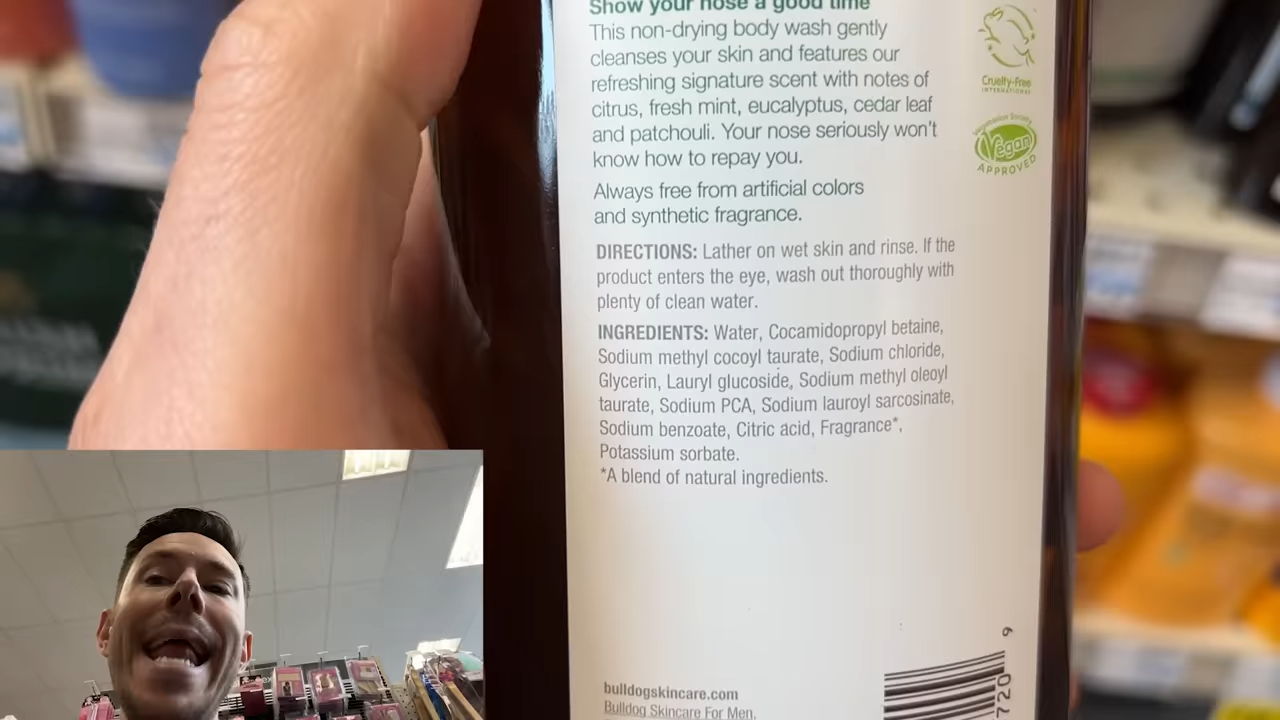 Show your nose a good time
This non-drying body wash gently
cleanses your skin and features our
refreshing signature scent with notes of
citrus, fresh mint, eucalyptus, cedar leaf
and patchouli. Your nose seriously won't
know how to repay you.
Always free from artificial colors
and synthetic fragrance.
DIRECTIONS: Lather on wet skin and rinse. If the
product enters the eye, wash out thoroughly with
plenty of clean water.
INGREDIENTS: Water, Cocamidopropyl betaine,
Sodium methyl cocoyl taurate, Sodium chloride,
Glycerin, Lauryl glucoside, Sodium methyl oleoyl
taurate, Sodium PCA, Sodium lauroyl sarcosinate,
Sodium benzoate, Citric acid, Fragrance*,
Potassium sorbate.
*A blend of natural ingredients.
bulldogskincare.com
Bulldog Skincare For Men,
Cruelty-Free
INTERNATIONAL
Vegetarian Society
Vegan
APPROVED
720 9